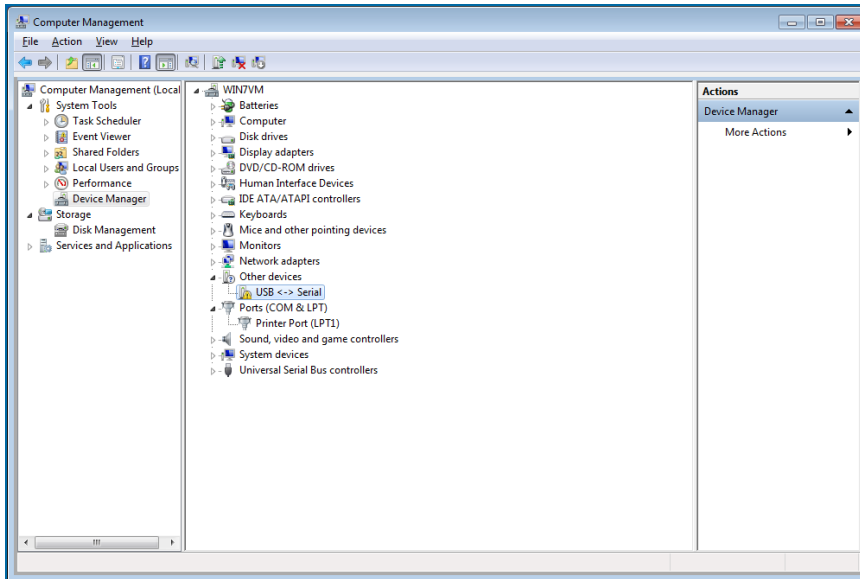 Computer Management
File Action View Help
Computer Management (Local
System Tools
Task Scheduler
Event Viewer
Shared Folders
Local Users and Groups
Performance
Device Manager
Storage
Disk Management
Services and Applications
WIN7VM
Batteries
Computer
Disk drives
Display adapters
DVD/CD-ROM drives
Human Interface Devices
IDE ATA/ATAPI controllers
Keyboards
Mice and other pointing devices
Monitors
Network adapters
Other devices
USB <-> Serial
Ports (COM & LPT)
Printer Port (LPT1)
Sound, video and game controllers
System devices
Universal Serial Bus controllers
Actions
Device Manager
More Actions